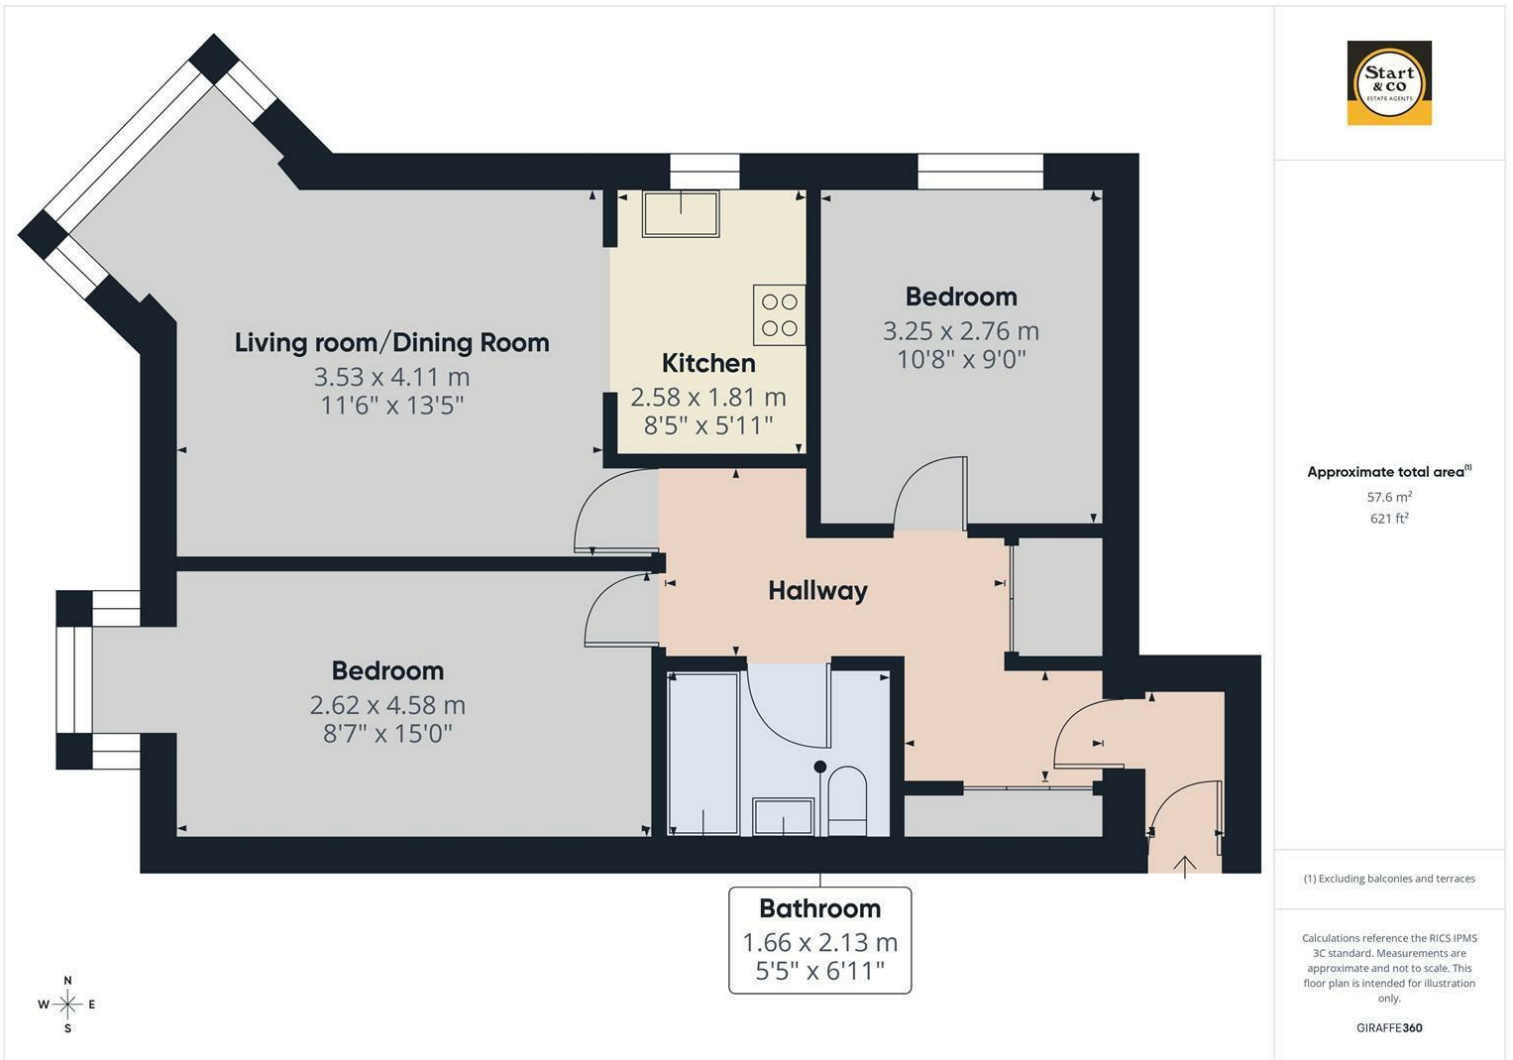 Living room/Dining Room
3.53 x 4.11 m
11'6" x 13'5"
Kitchen
2.58 x 1.81 m
8'5" x 5'11"
Bedroom
3.25 x 2.76 m
10'8" x 9'0"
Hallway
Bedroom
2.62 x 4.58 m
8'7" x 15'0"
Bathroom
1.66 x 2.13 m
5'5" x 6'11"
N
W E
S
Start
& CO
ESTATE AGENTS
Approximate total area(1)
57.6 m²
621 ft²
(1) Excluding balconies and terraces
Calculations reference the RICS IPMS
3C standard. Measurements are
approximate and not to scale. This
floor plan is intended for illustration
only.
GIRAFFE360